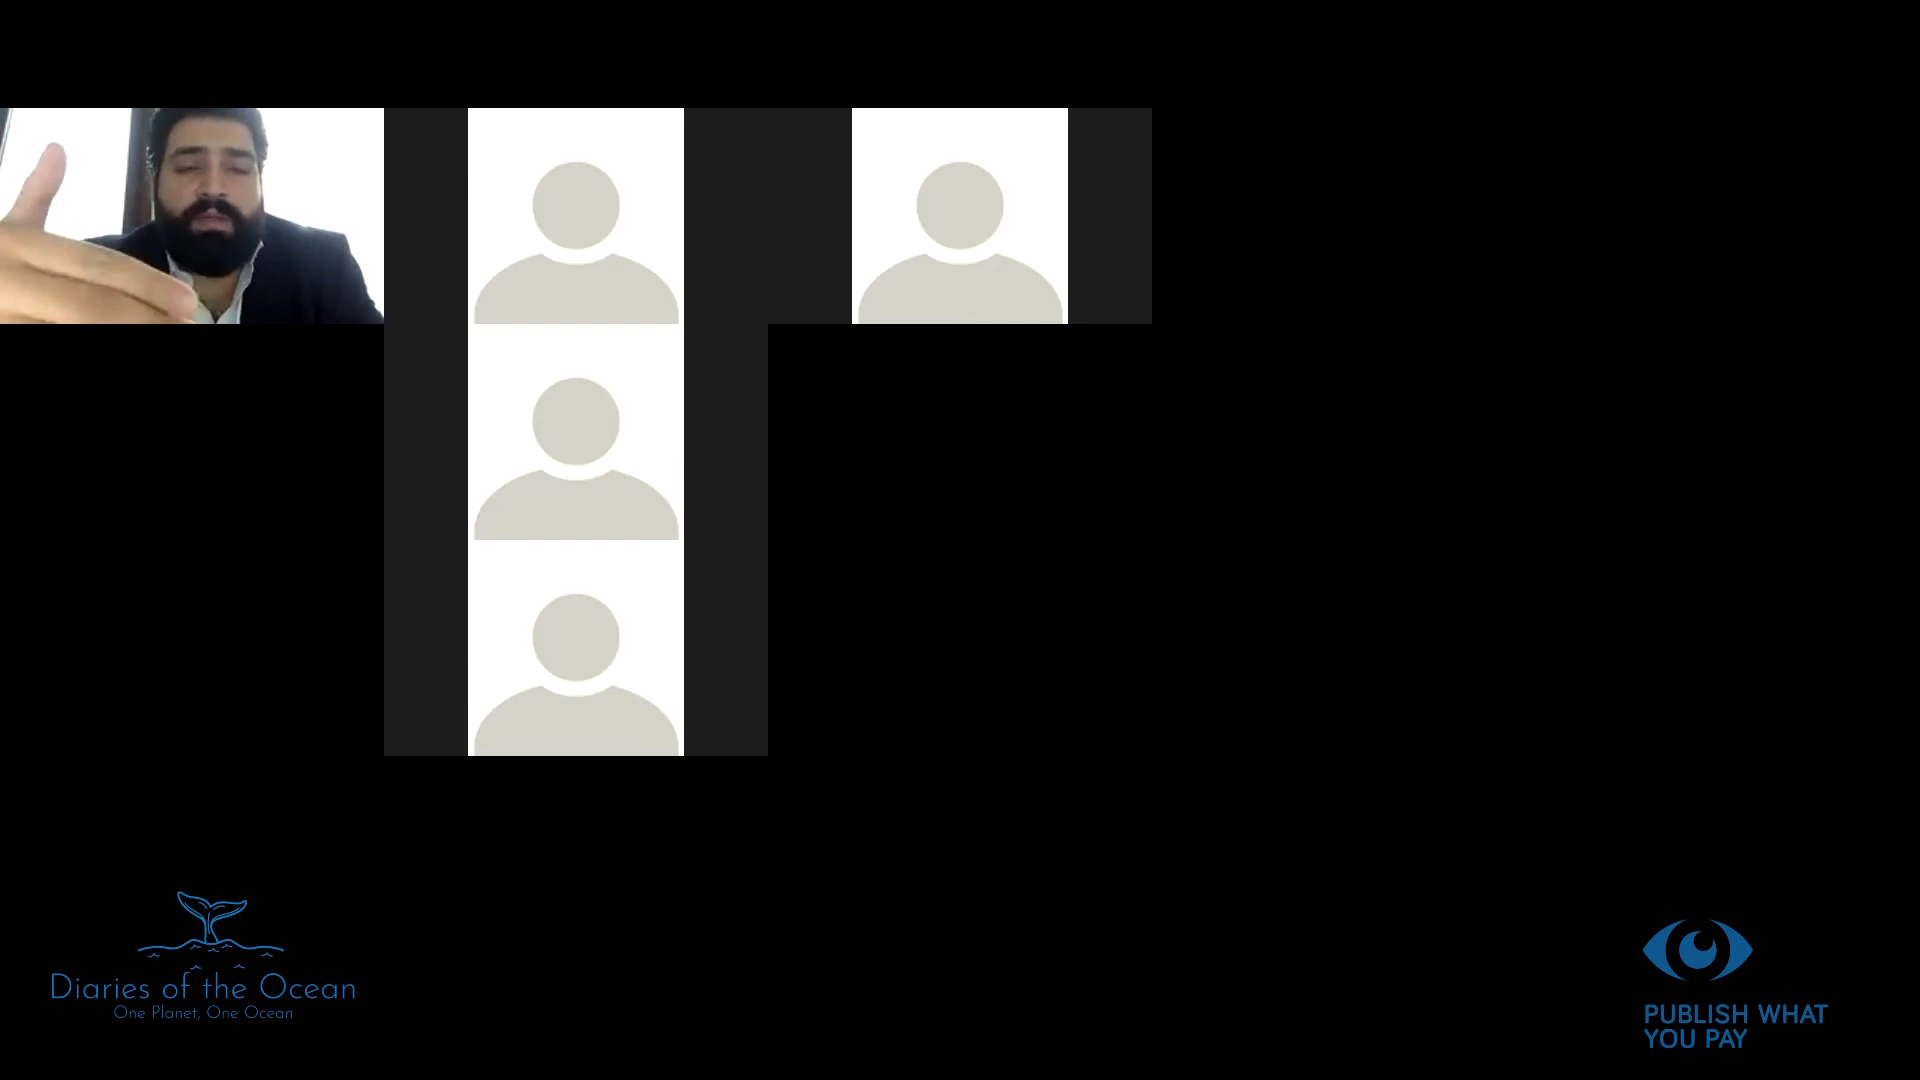 Diaries of the Ocean
One Planet, One Ocean
PUBLISH WHAT
YOU PAY